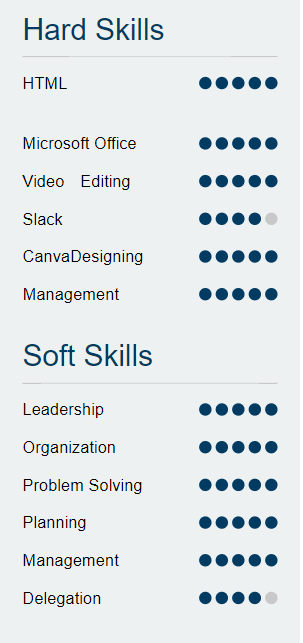 Hard Skills
HTML
Microsoft Office
Video Editing
Slack
CanvaDesigning
Management
Soft Skills
Leadership
Organization
Problem Solving
Planning
Management
Delegation